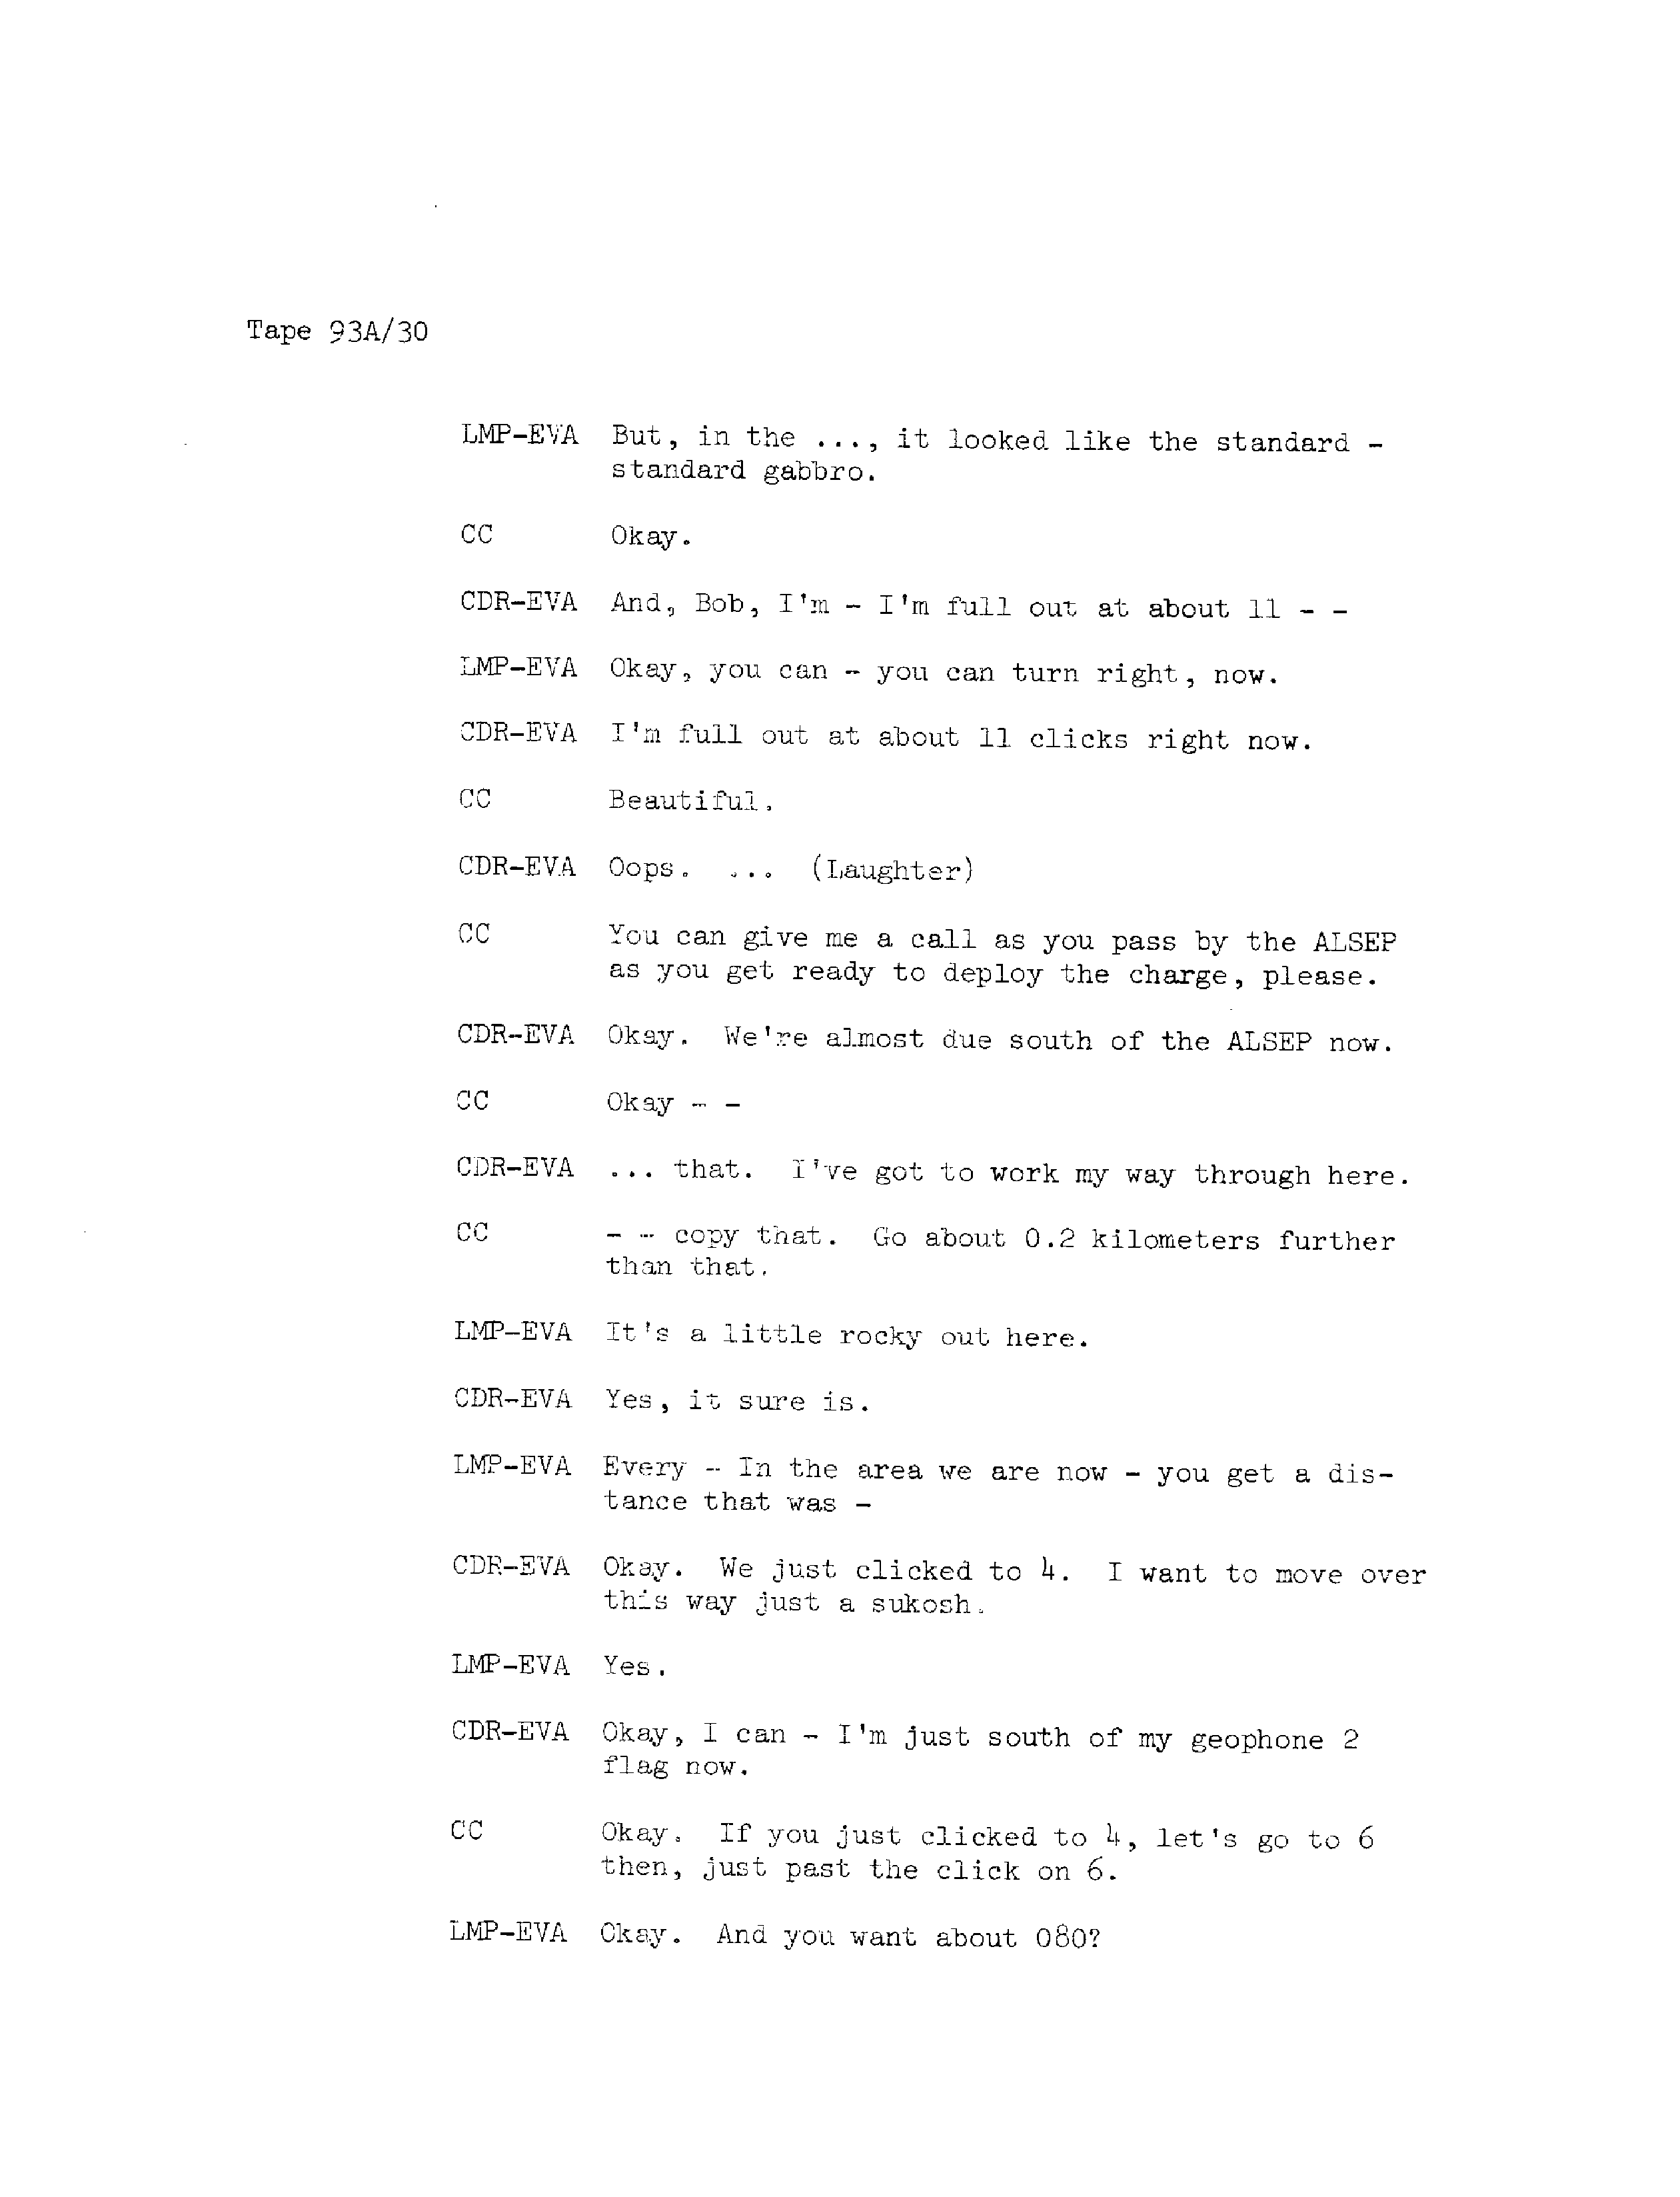 Tape 93A/30
LMP-EVA But, in the ..., it looked like the standard -
standard gabbro.
CC Okay.
CDR-EVA And, Bob, I'm - I'm full out at about 11 - -
LMP-EVA Okay, you can - you can turn right, now.
CDR-EVA I'm full out at about 11 clicks right now.
CC Beautiful.
CDR-EVA Oops. ... (Laughter)
CC You can give me a call as you pass by the ALSEP
as you get ready to deploy the charge, please.
CDR-EVA Okay. We're almost due south of the ALSEP now.
CC Okay - -
CDR-EVA ... that. I've got to work my way through here.
CC - - copy that. Go about 0.2 kilometers further
than that.
LMP-EVA It's a little rocky out here.
CDR-EVA Yes, it sure is.
LMP-EVA Every - In the area we are now - you get a dis-
tance that was -
CDR-EVA Okay. We just clicked to 4. I want to move over
this way just a sukosh.
LMP-EVA Yes.
CDR-EVA Okay, I can - I'm just south of my geophone 2
flag now.
CC Okay. If you just clicked to 4, let's go to 6
then, just past the click on 6.
LMP-EVA Okay. And you want about 080?